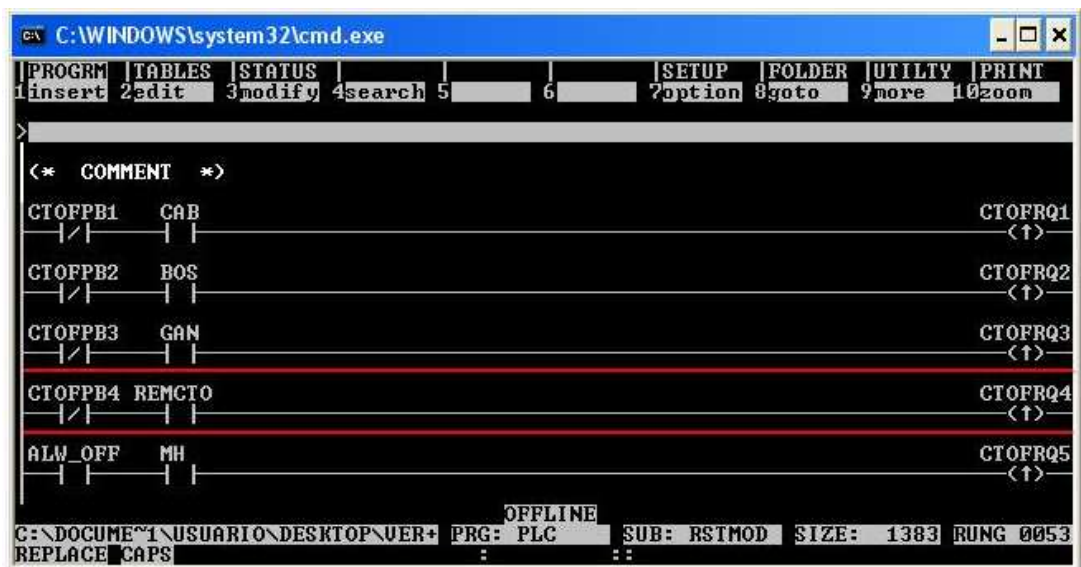 C:\WINDOWS\system32\cmd.exe
|PROGRM |TABLES |STATUS | | | |SETUP |FOLDER |UTILTY |PRINT
1insert 2edit 3modify 4search 5 6 7option 8goto 9more 10zoom
>
(* COMMENT *)
CTOFPB1 CAB CTOFRQ1
CTOFPB2 BOS CTOFRQ2
CTOFPB3 GAN CTOFRQ3
CTOFPB4 REMCTO CTOFRQ4
ALW_OFF MH CTOFRQ5
OFFLINE
C:\DOCUME~1\USUARIO\DESKTOP\VER+ PRG: PLC SUB: RSTMOD SIZE: 1383 RUNG 0053
REPLACE CAPS : ::